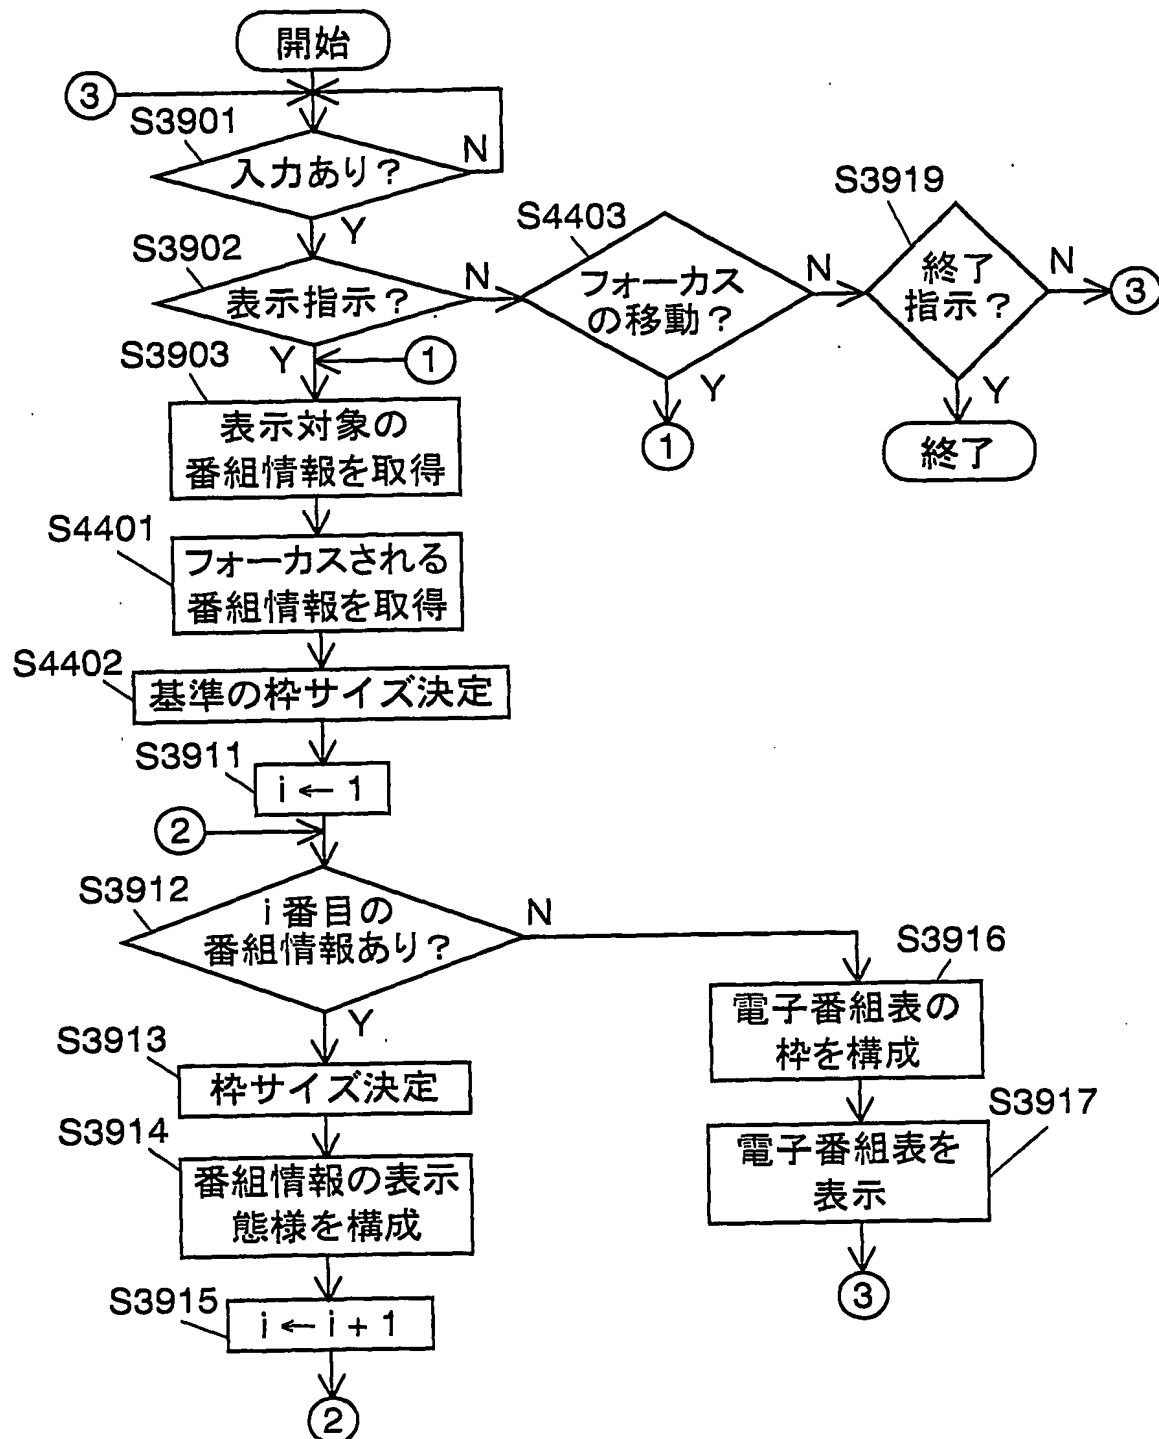 開始
3
S3901
入力あり?
N
Y
S3902
表示指示?
N
Y
S4403
フォーカス
の移動?
N
Y
1
S3919
終了
指示?
N
3
Y
終了
S3903
1
表示対象の
番組情報を取得
S4401
フォーカスされる
番組情報を取得
S4402
基準の枠サイズ決定
S3911
i ← 1
2
S3912
i 番目の
番組情報あり?
N
Y
S3916
電子番組表の
枠を構成
S3917
電子番組表を
表示
3
S3913
枠サイズ決定
S3914
番組情報の表示
態様を構成
S3915
i ← i + 1
2